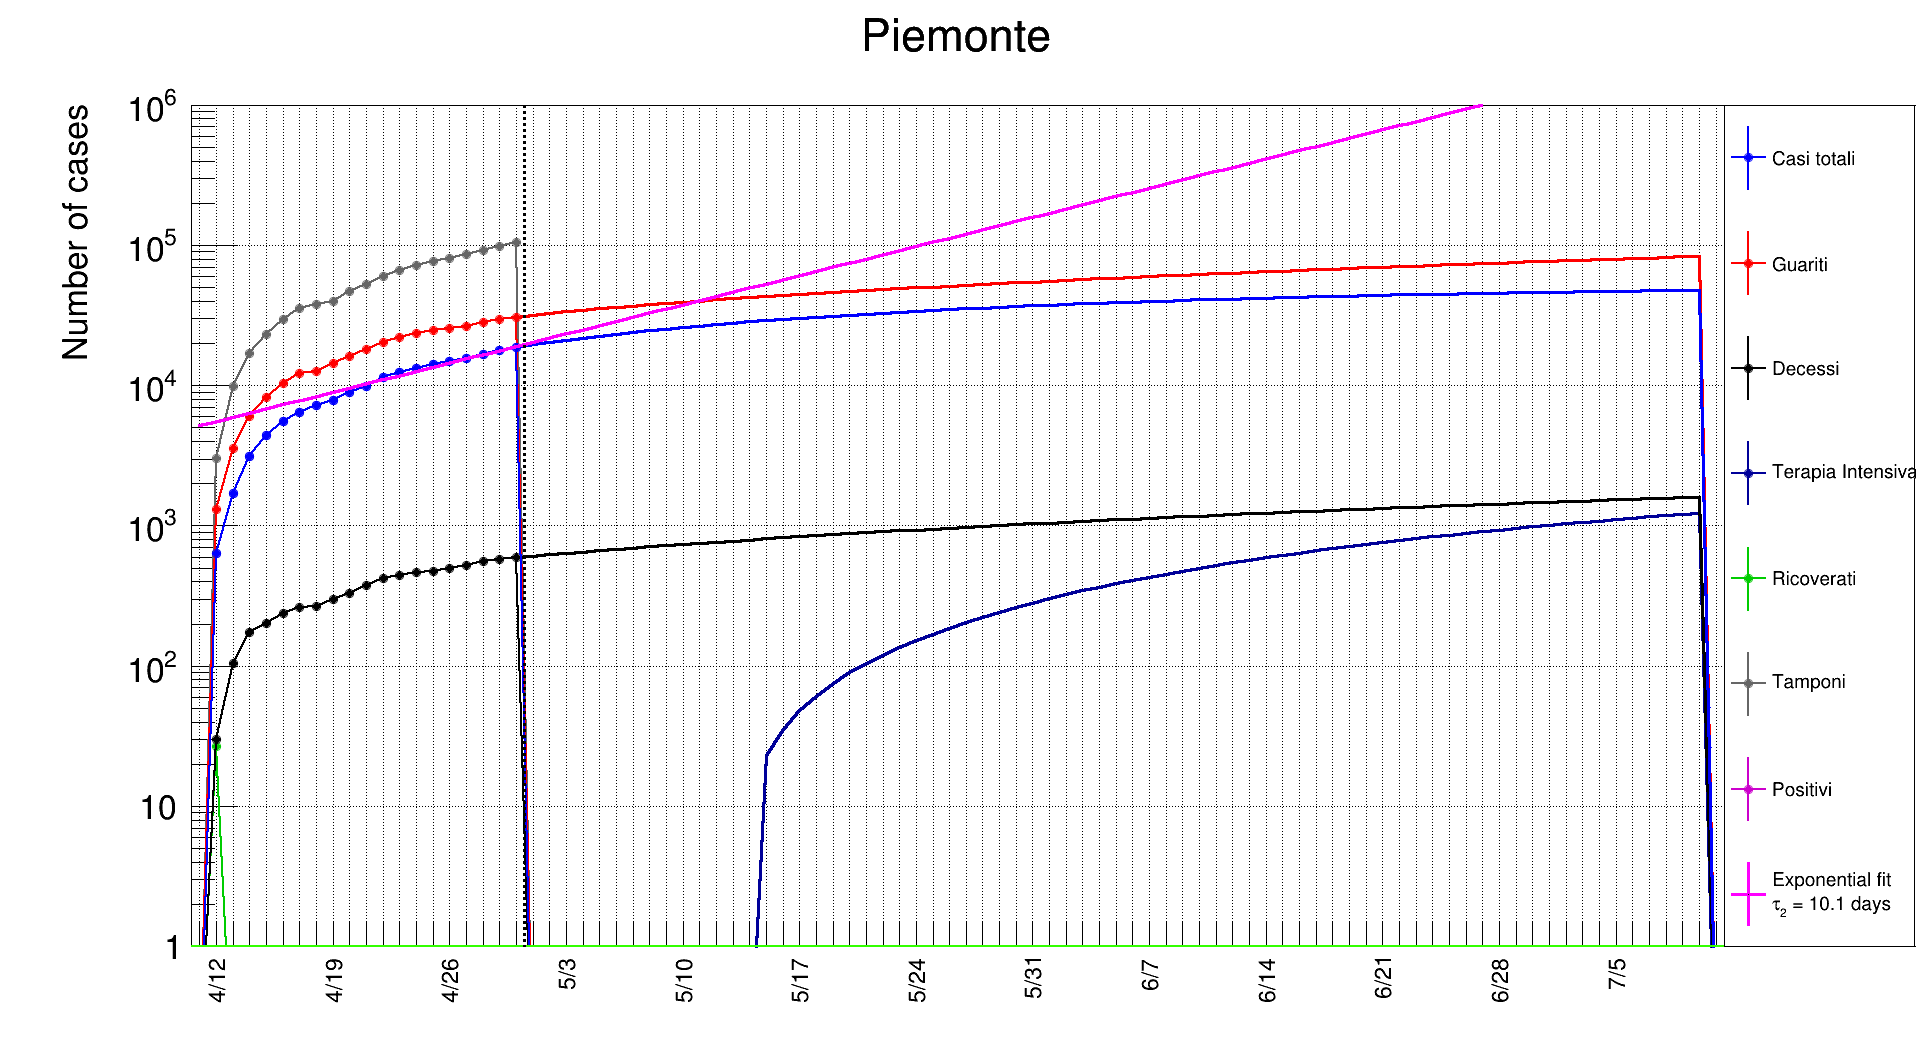 Piemonte
Number of cases
10^6
10^5
10^4
10^3
10^2
10
1
4/12
4/19
4/26
5/3
5/10
5/17
5/24
5/31
6/7
6/14
6/21
6/28
7/5
Casi totali
Guariti
Decessi
Terapia Intensiva
Ricoverati
Tamponi
Positivi
Exponential fit
τ₂ = 10.1 days